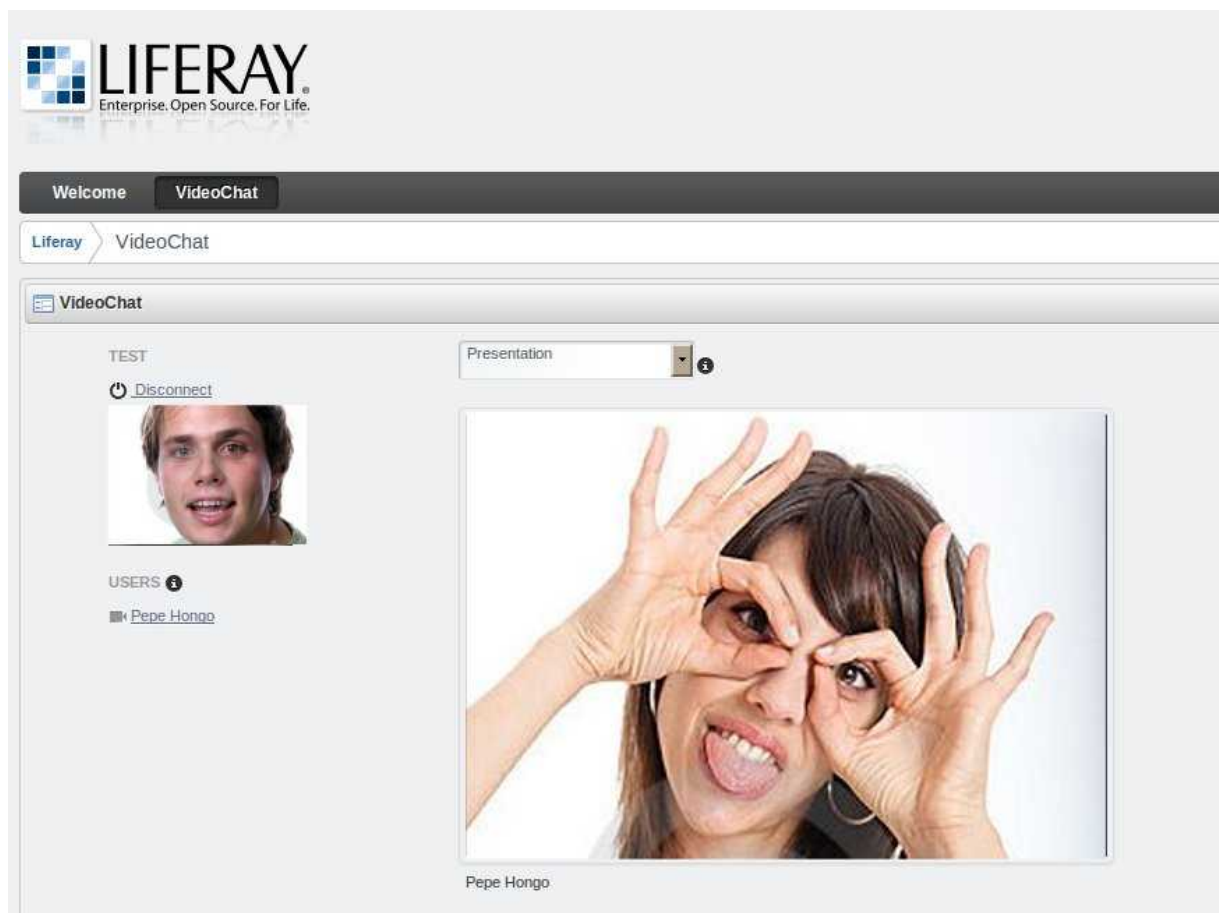 LIFERAY.
Enterprise. Open Source. For Life.
Welcome VideoChat
Liferay VideoChat
VideoChat
TEST
Presentation
Disconnect
USERS
Pepe Hongo
Pepe Hongo